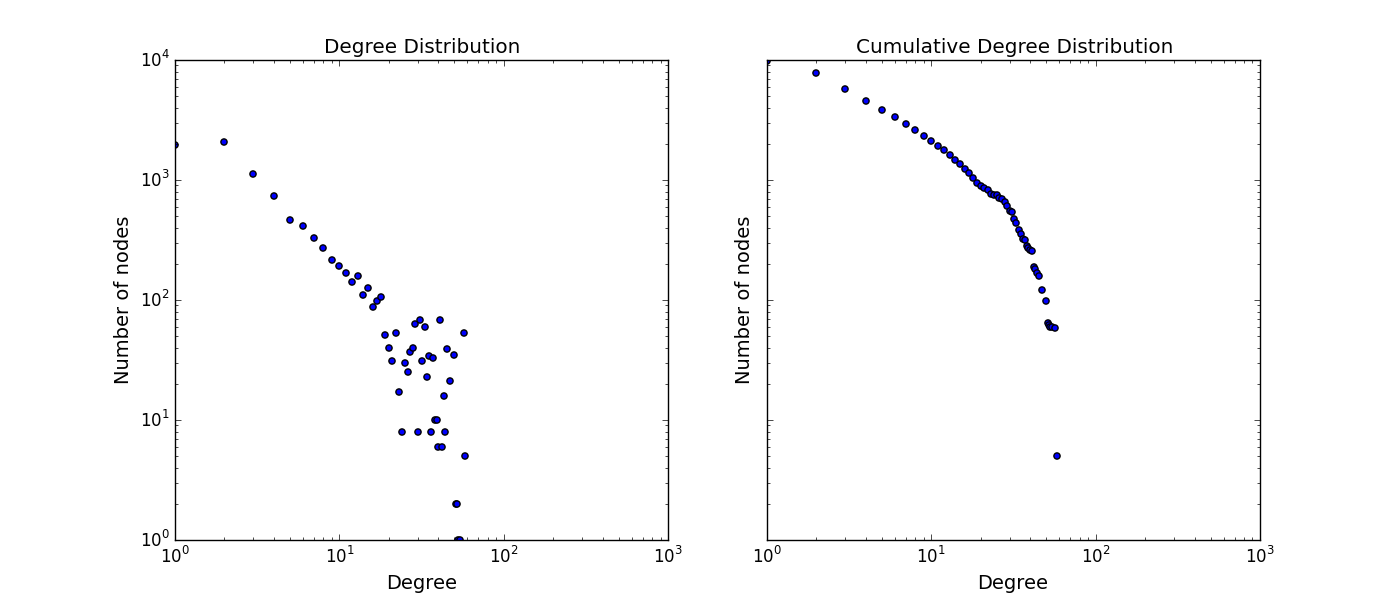 Degree Distribution
Number of nodes
10^4
10^3
10^2
10^1
10^0
10^0 10^1 10^2 10^3
Degree
Cumulative Degree Distribution
Number of nodes
10^0 10^1 10^2 10^3
Degree